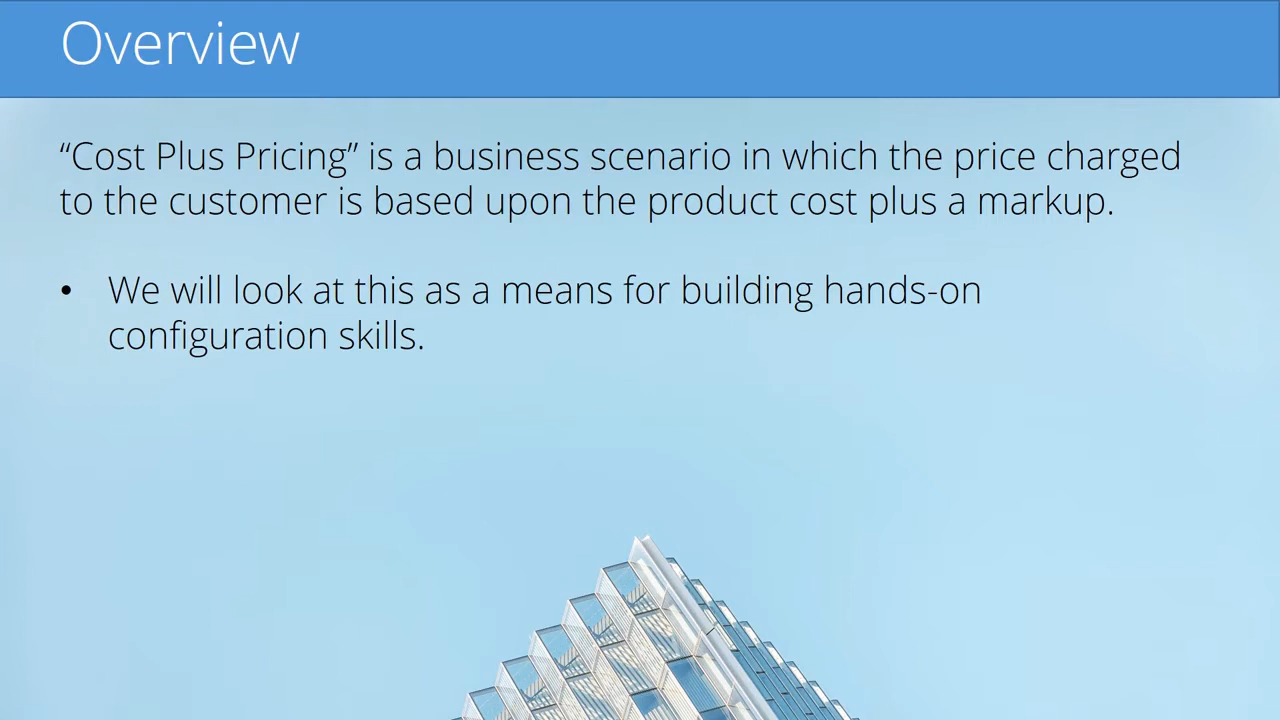 Overview
“Cost Plus Pricing” is a business scenario in which the price charged
to the customer is based upon the product cost plus a markup.
• We will look at this as a means for building hands-on
configuration skills.